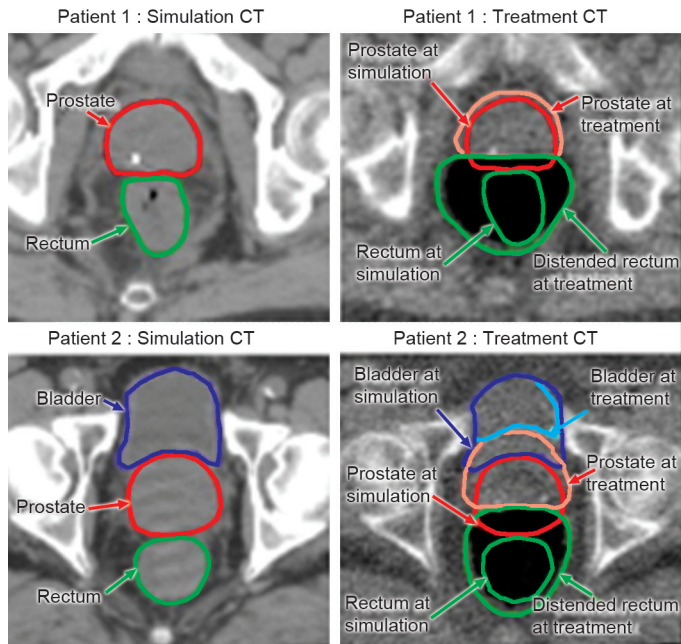 Patient 1 : Simulation CT
Patient 1 : Treatment CT
Prostate
Rectum
Prostate at
simulation
Prostate at
treatment
Rectum at
simulation
Distended rectum
at treatment
Patient 2 : Simulation CT
Patient 2 : Treatment CT
Bladder
Prostate
Rectum
Bladder at
simulation
Bladder at
treatment
Prostate at
simulation
Prostate at
treatment
Rectum at
simulation
Distended rectum
at treatment